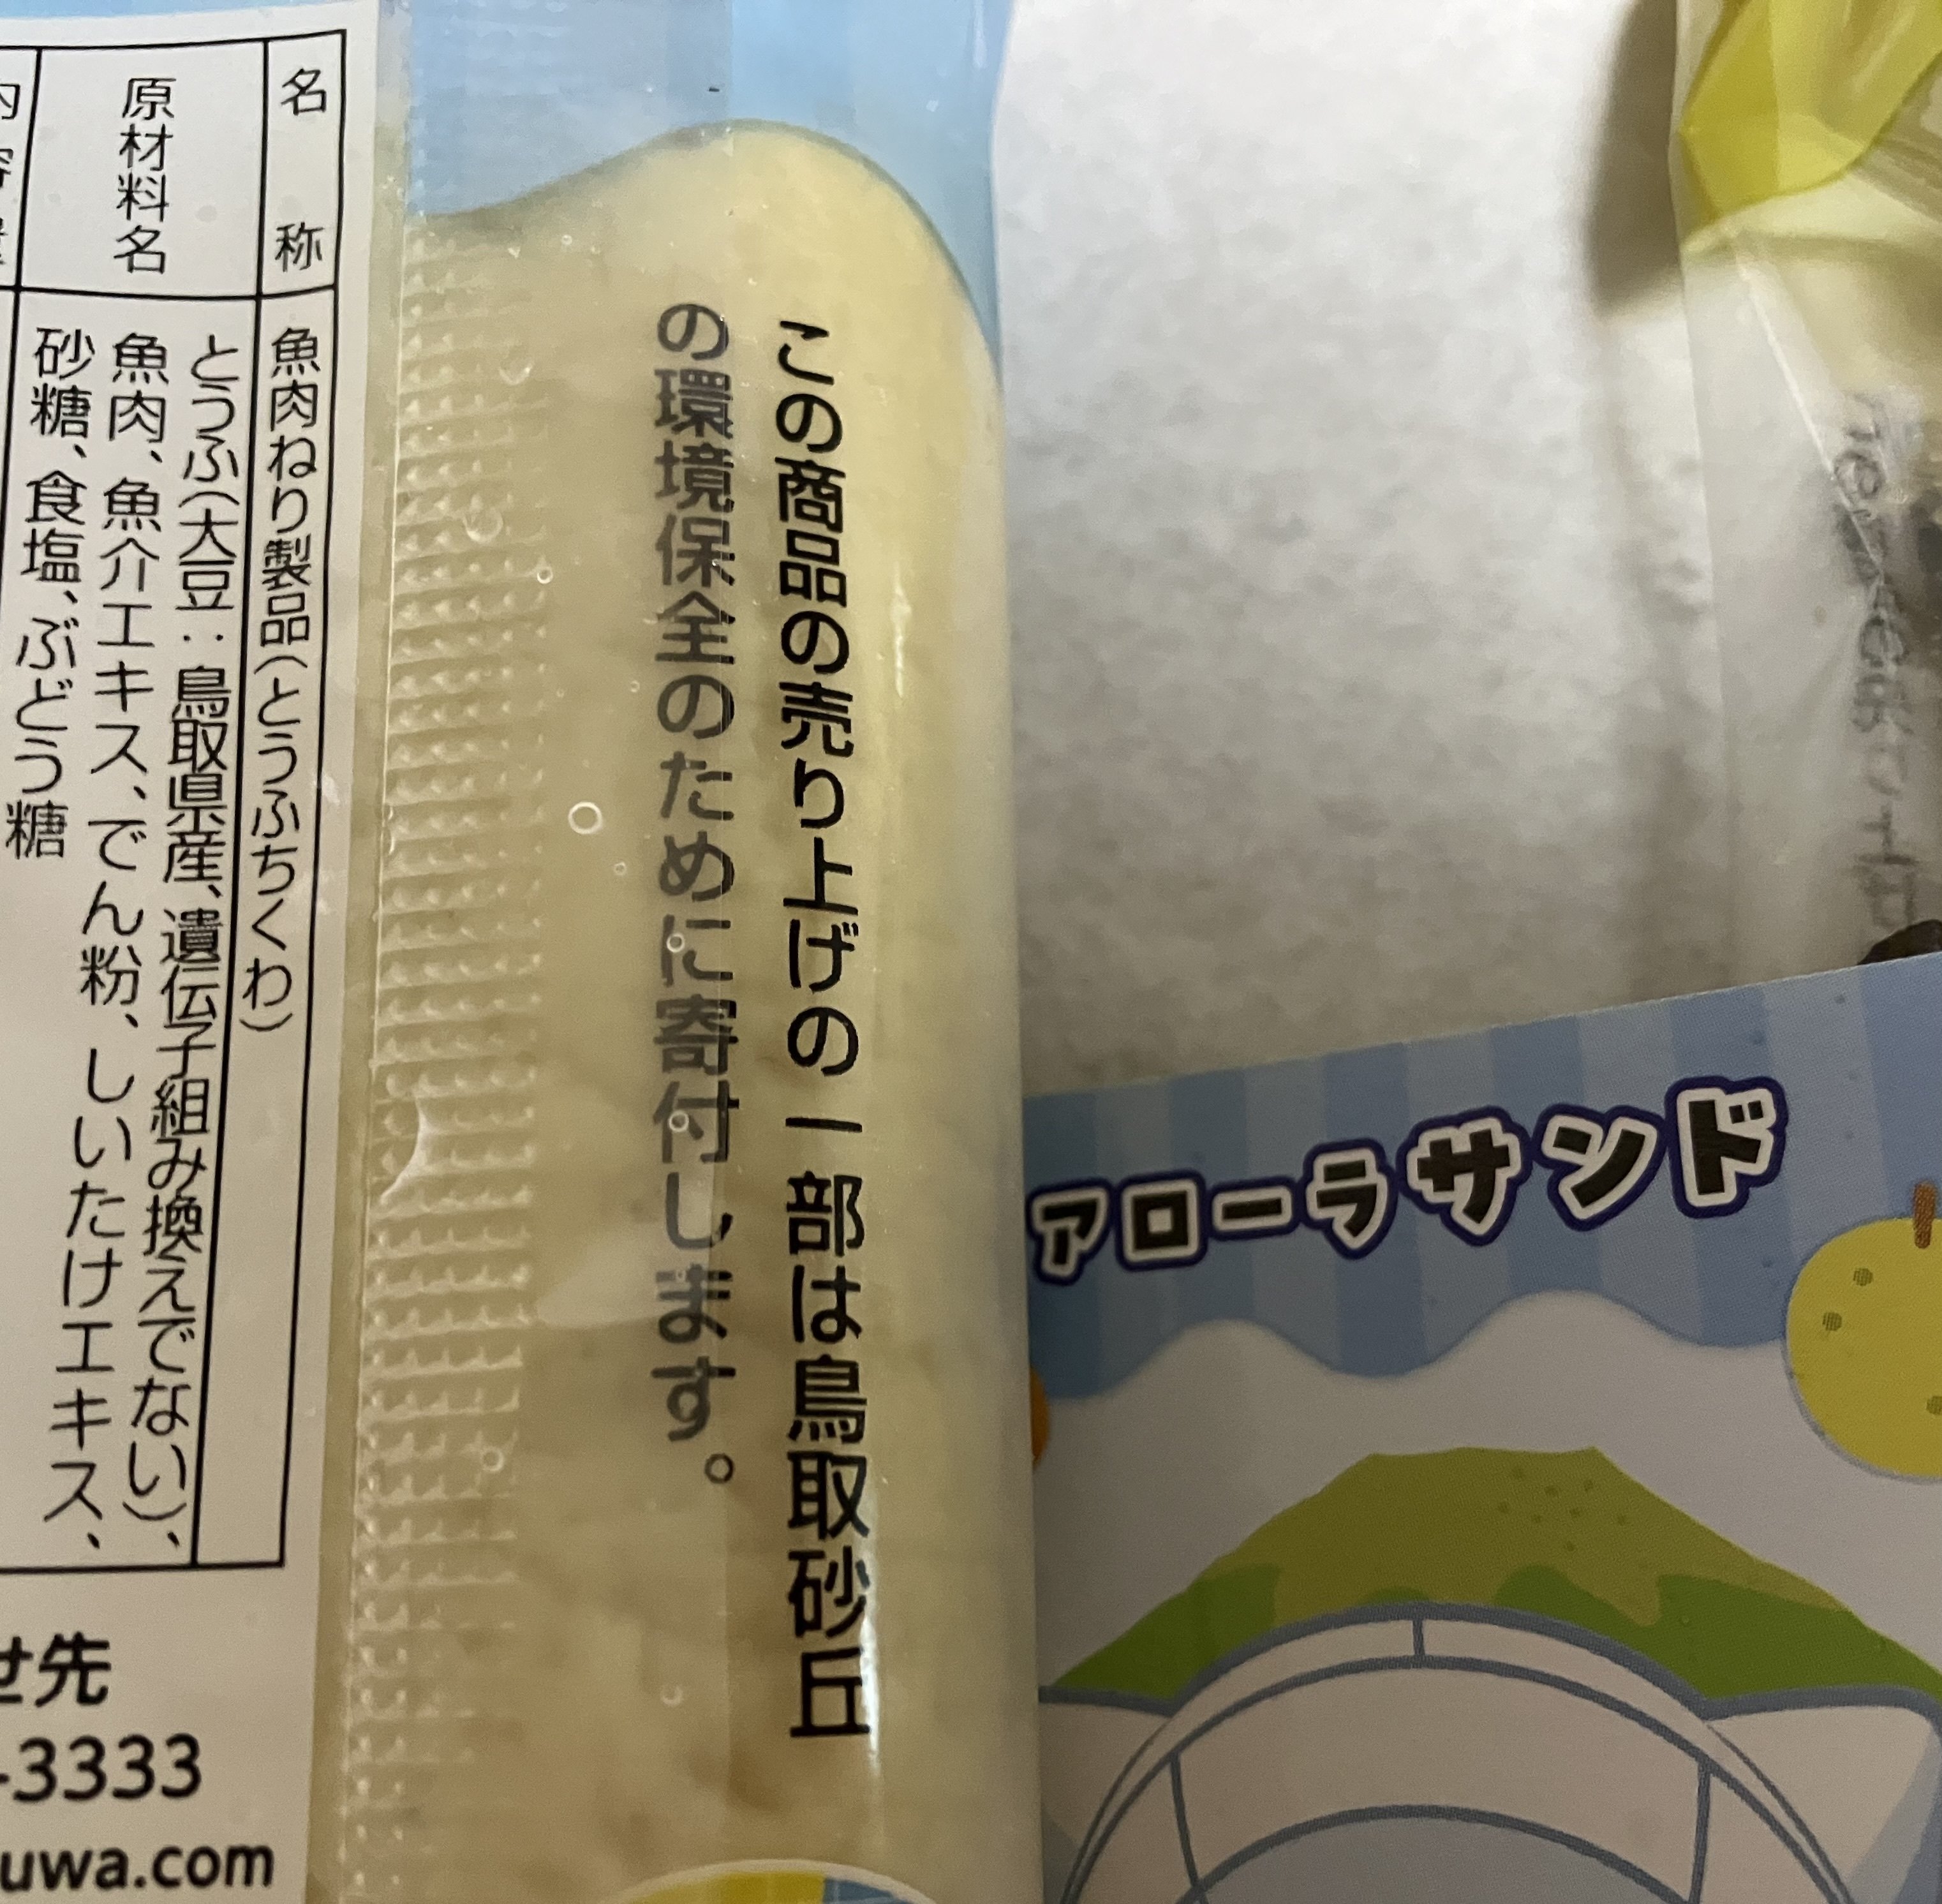 この商品の売り上げの一部は鳥取砂丘
の環境保全のために寄付します。
名称
魚肉ねり製品(とうふちくわ)
原材料名
とうふ(大豆:鳥取県産、遺伝子組み換えでない)、
魚肉、魚介エキス、でん粉、しいたけエキス、
砂糖、食塩、ぶどう糖
せ先
-3333
uwa.com
アローラサンド